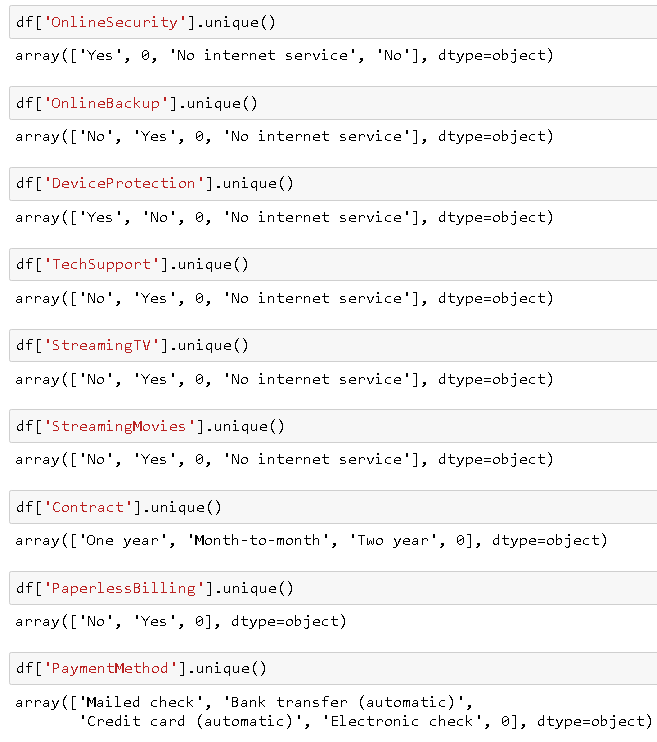 df['OnlineSecurity'].unique()
array(['Yes', 0, 'No internet service', 'No'], dtype=object)
df['OnlineBackup'].unique()
array(['No', 'Yes', 0, 'No internet service'], dtype=object)
df['DeviceProtection'].unique()
array(['Yes', 'No', 0, 'No internet service'], dtype=object)
df['TechSupport'].unique()
array(['No', 'Yes', 0, 'No internet service'], dtype=object)
df['StreamingTV'].unique()
array(['No', 'Yes', 0, 'No internet service'], dtype=object)
df['StreamingMovies'].unique()
array(['No', 'Yes', 0, 'No internet service'], dtype=object)
df['Contract'].unique()
array(['One year', 'Month-to-month', 'Two year', 0], dtype=object)
df['PaperlessBilling'].unique()
array(['No', 'Yes', 0], dtype=object)
df['PaymentMethod'].unique()
array(['Mailed check', 'Bank transfer (automatic)',
'Credit card (automatic)', 'Electronic check', 0], dtype=object)